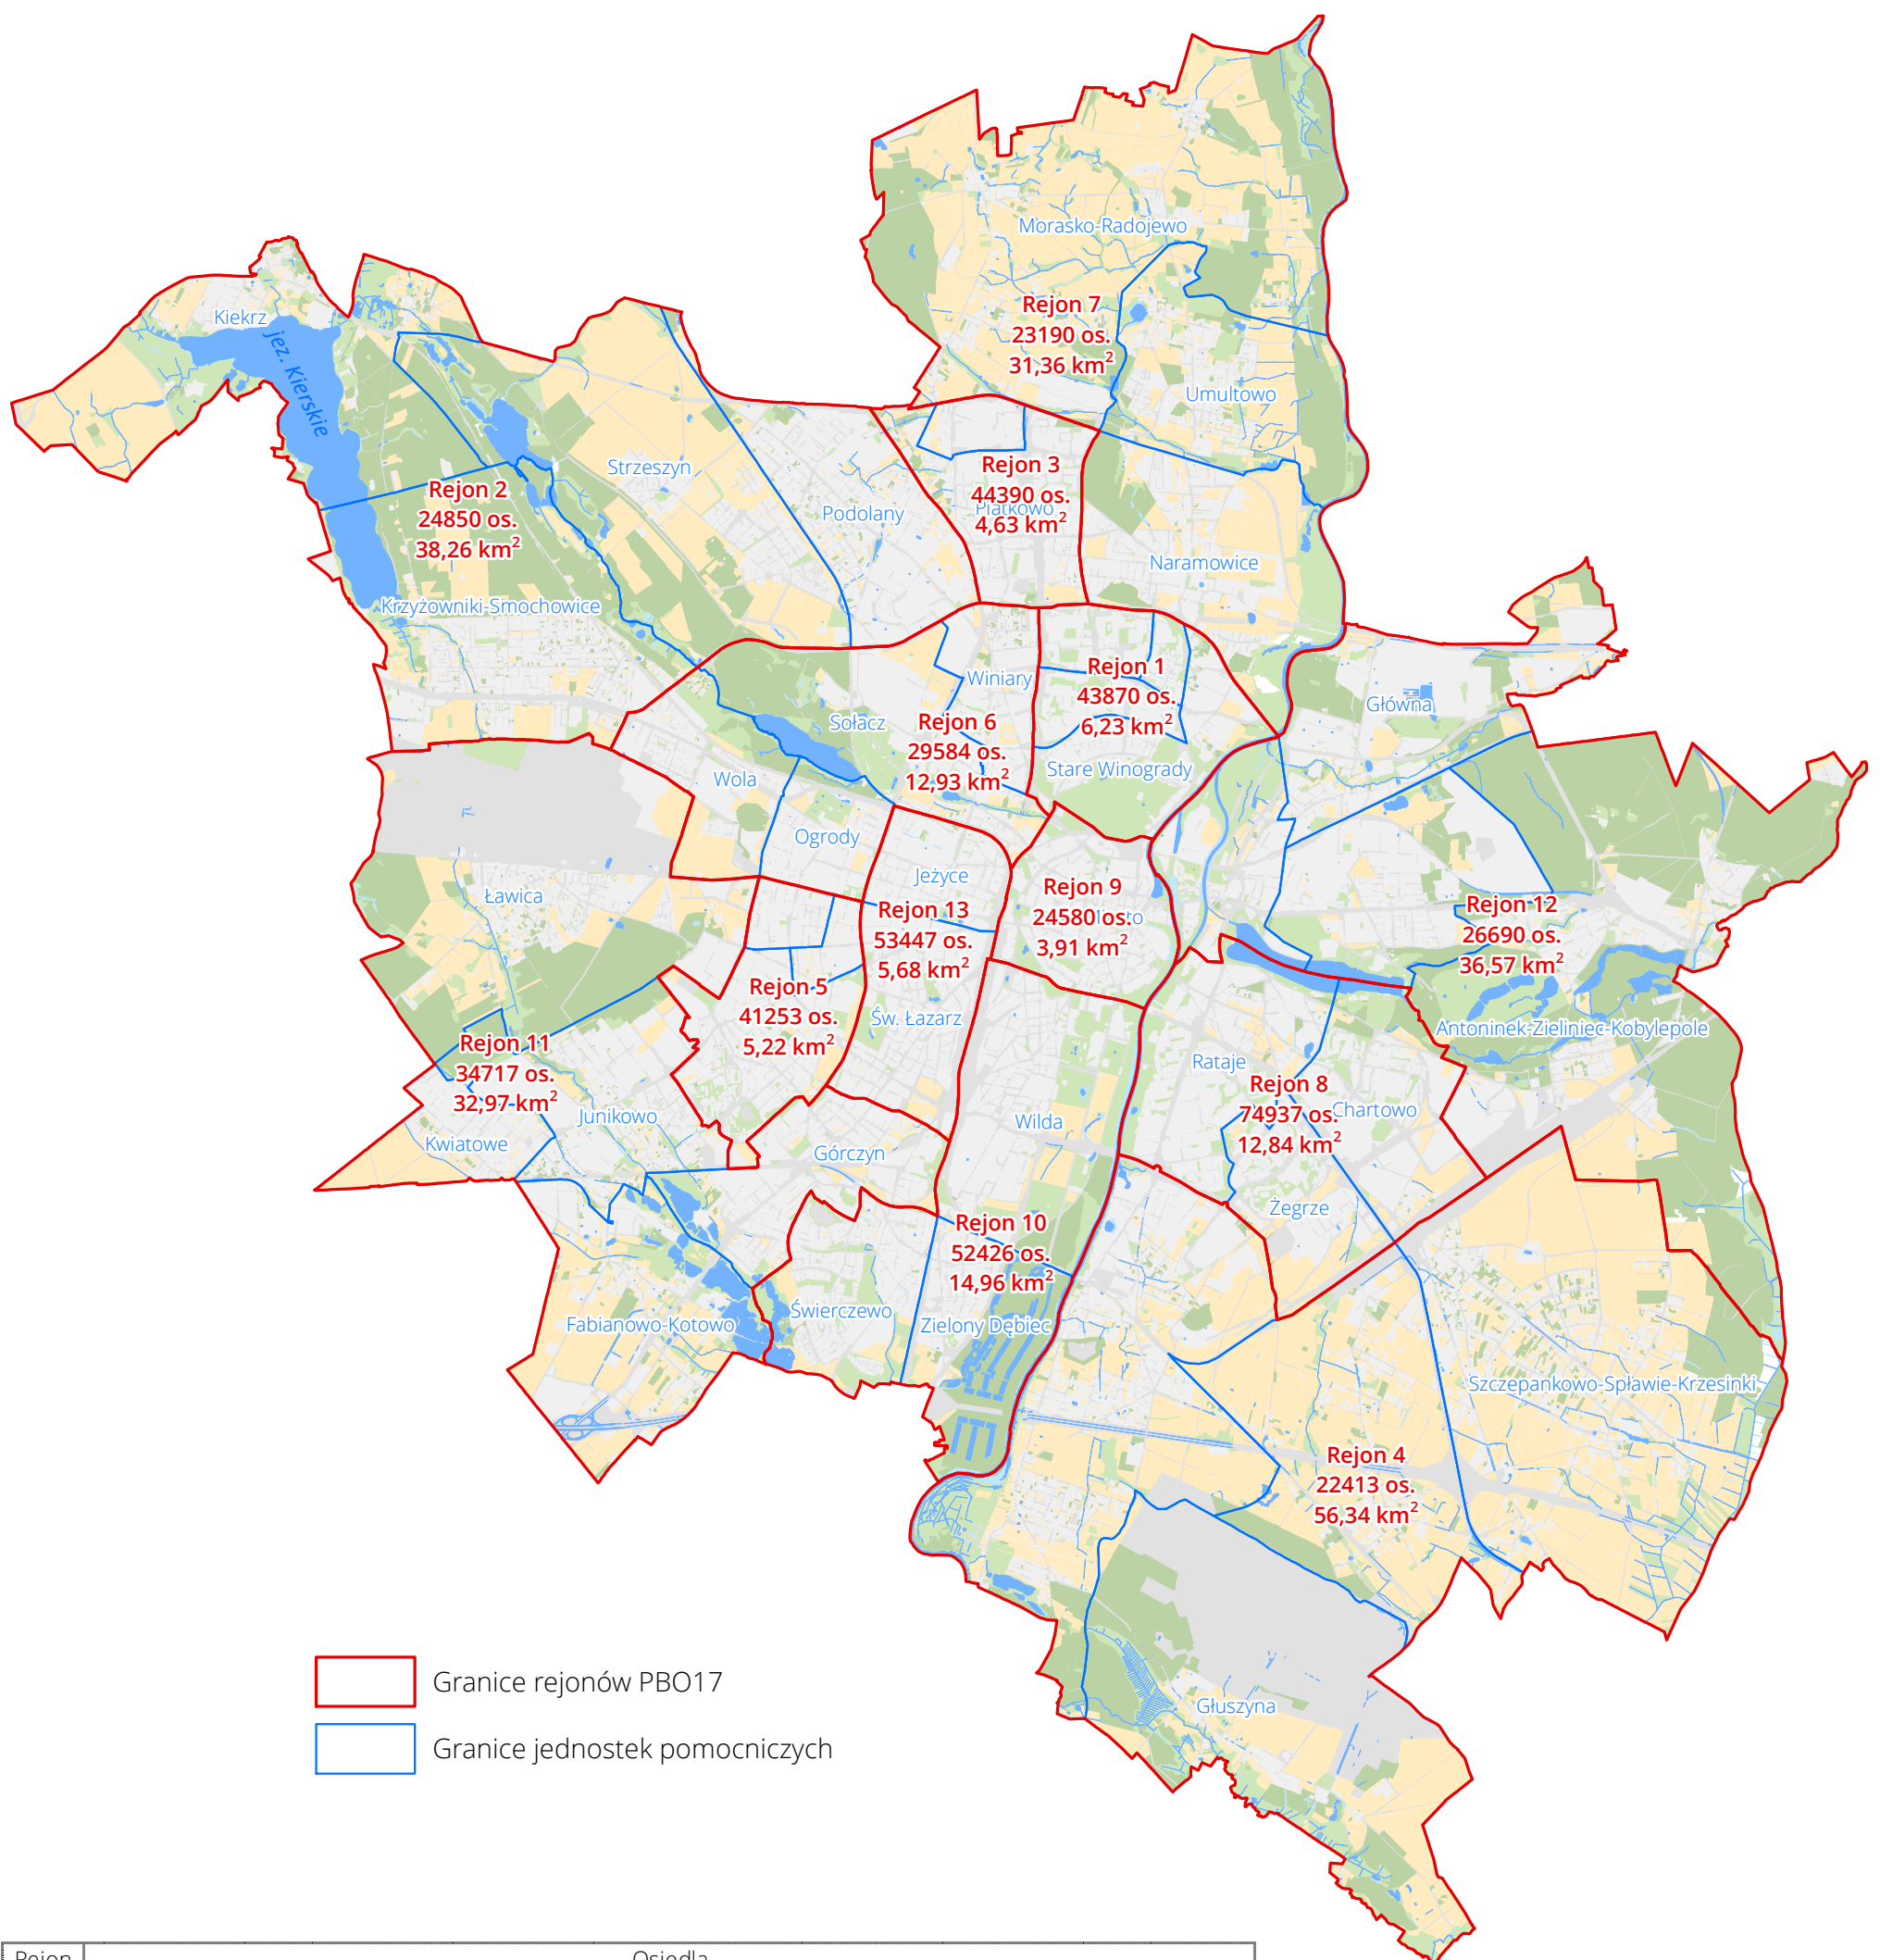 Morasko-Radojewo
Rejon 7
23190 os.
31,36 km²
Kiekrz
jez. Kierskie
Umultowo
Strzeszyn
Rejon 3
44390 os.
Piątkowo
4,63 km²
Rejon 2
24850 os.
38,26 km²
Podolany
Naramowice
Krzyżowniki-Smochowice
Winiary
Rejon 1
43870 os.
6,23 km²
Główna
Sołacz
Rejon 6
29584 os.
12,93 km²
Stare Winogrady
Wola
Ogrody
Jeżyce
Ławica
Rejon 9
24580 os.
3,91 km²
Rejon 13
53447 os.
5,68 km²
Rejon 12
26690 os.
36,57 km²
Rejon 5
41253 os.
5,22 km²
Św. Łazarz
Antoninek-Zieliniec-Kobylepole
Rejon 11
34717 os.
32,97 km²
Rataje
Rejon 8
74937 os.
12,84 km²
Chartowo
Junikowo
Wilda
Kwiatowe
Górczyn
Żegrze
Rejon 10
52426 os.
14,96 km²
Świerczewo
Fabianowo-Kotowo
Zielony Dębiec
Szczepankowo-Spławie-Krzesinki
Rejon 4
22413 os.
56,34 km²
Głuszyna
Granice rejonów PBO17
Granice jednostek pomocniczych
Rejon
Osiedla